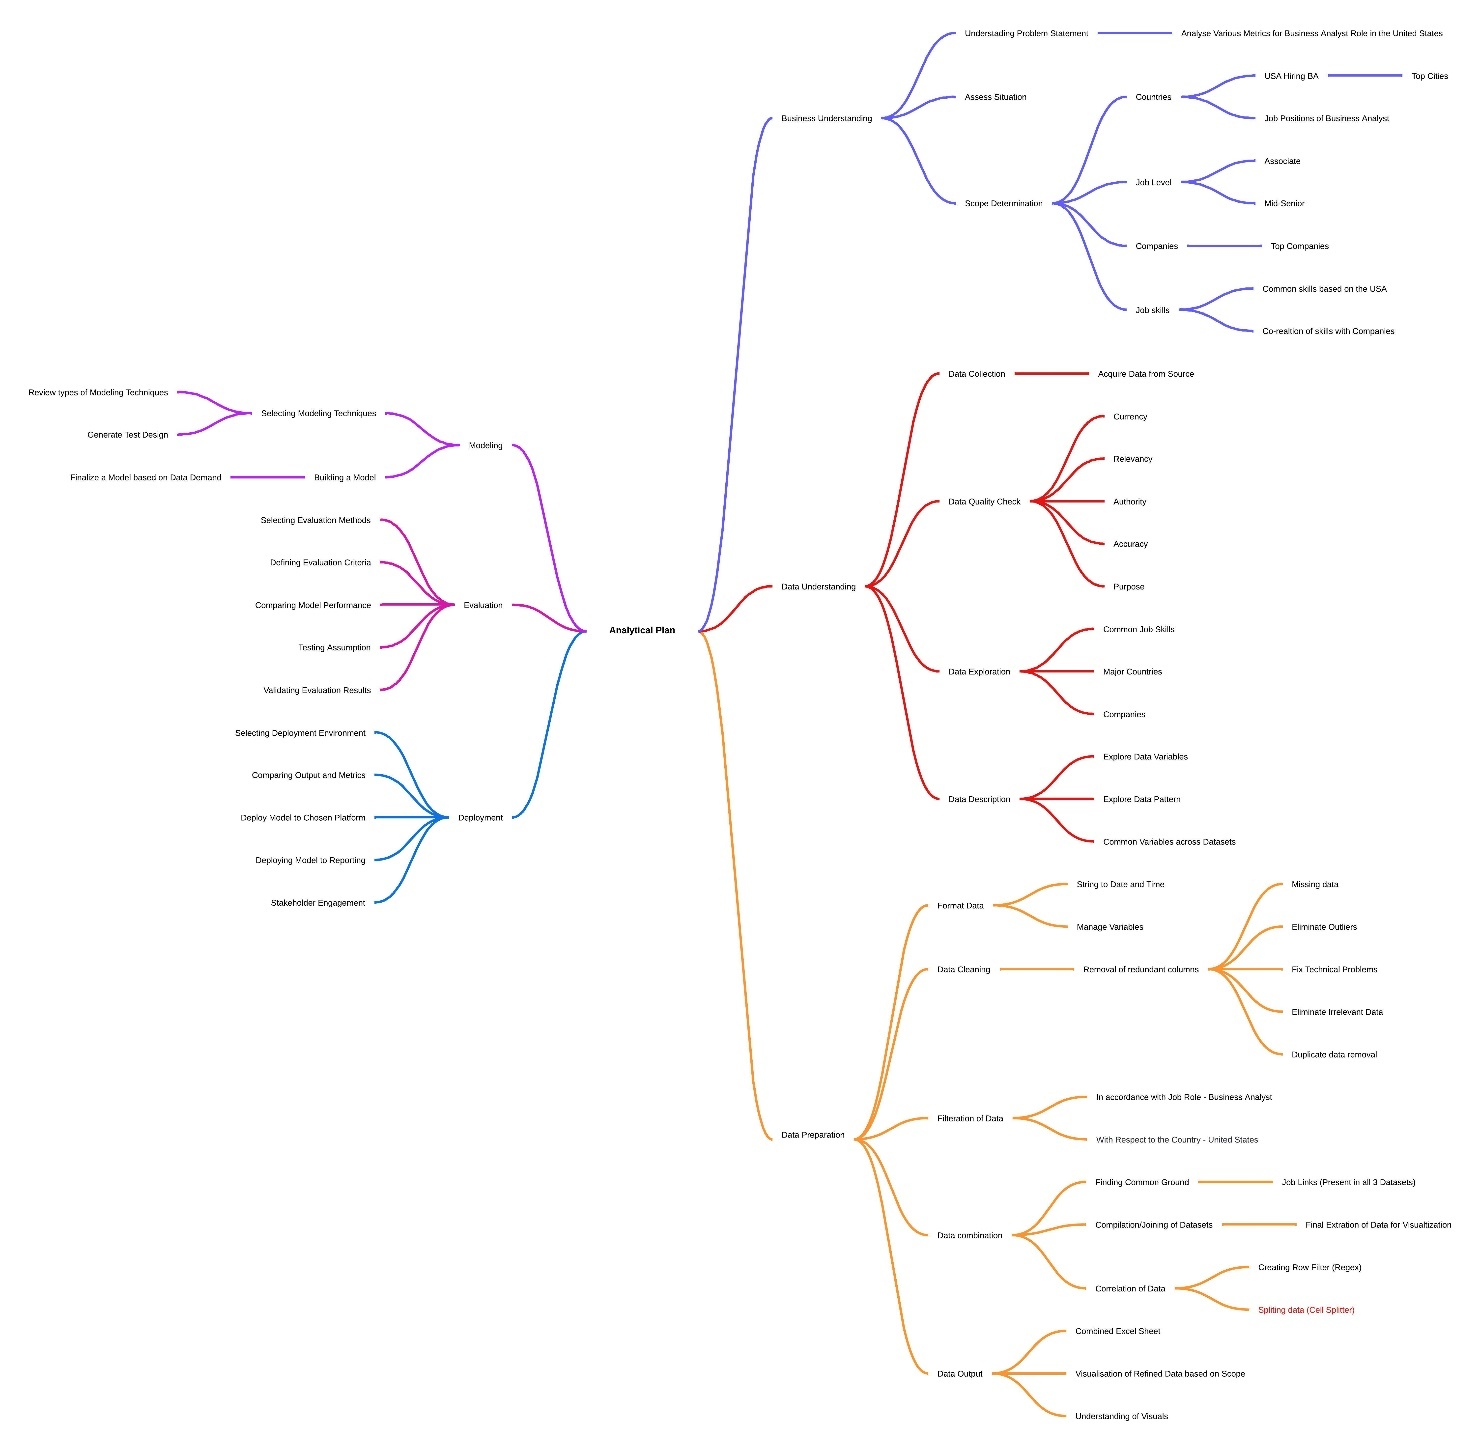 Analytical Plan
Business Understanding
Understading Problem Statement
Analyse Various Metrics for Business Analyst Role in the United States
Assess Situation
Scope Determination
Countries
USA Hiring BA
Top Cities
Job Positions of Business Analyst
Job Level
Associate
Mid-Senior
Companies
Top Companies
Job skills
Common skills based on the USA
Co-realtion of skills with Companies
Data Understanding
Data Collection
Acquire Data from Source
Data Quality Check
Currency
Relevancy
Authority
Accuracy
Purpose
Data Exploration
Common Job Skills
Major Countries
Companies
Data Description
Explore Data Variables
Explore Data Pattern
Common Variables across Datasets
Data Preparation
Format Data
String to Date and Time
Manage Variables
Data Cleaning
Removal of redundant columns
Missing data
Eliminate Outliers
Fix Technical Problems
Eliminate Irrelevant Data
Duplicate data removal
Filteration of Data
In accordance with Job Role - Business Analyst
With Respect to the Country - United States
Data combination
Finding Common Ground
Job Links (Present in all 3 Datasets)
Compilation/Joining of Datasets
Final Extration of Data for Visualtization
Correlation of Data
Creating Row Filter (Regex)
Spliting data (Cell Splitter)
Data Output
Combined Excel Sheet
Visualisation of Refined Data based on Scope
Understanding of Visuals
Modeling
Selecting Modeling Techniques
Review types of Modeling Techniques
Generate Test Design
Building a Model
Finalize a Model based on Data Demand
Evaluation
Selecting Evaluation Methods
Defining Evaluation Criteria
Comparing Model Performance
Testing Assumption
Validating Evaluation Results
Deployment
Selecting Deployment Environment
Comparing Output and Metrics
Deploy Model to Chosen Platform
Deploying Model to Reporting
Stakeholder Engagement